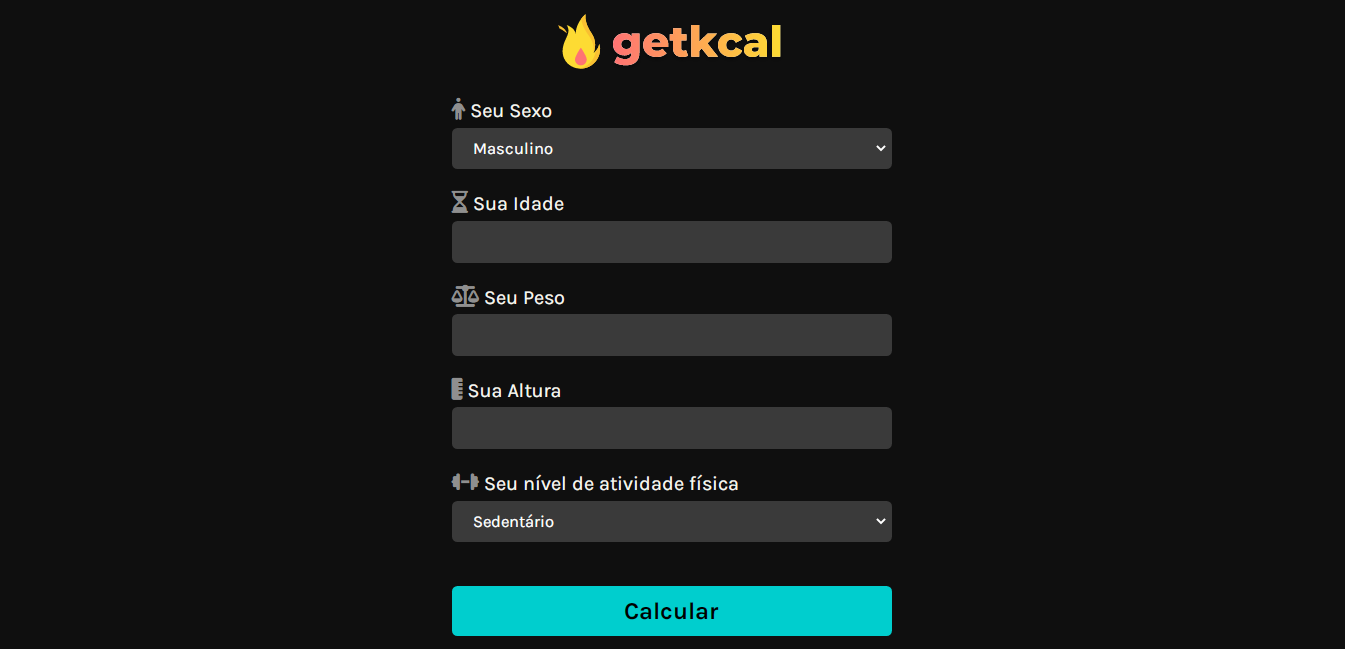 getkcal
Seu Sexo
Masculino
Sua Idade
Seu Peso
Sua Altura
Seu nível de atividade física
Sedentário
Calcular